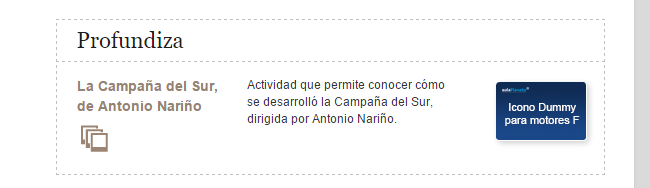 Profundiza
La Campaña del Sur,
de Antonio Nariño
Actividad que permite conocer cómo
se desarrolló la Campaña del Sur,
dirigida por Antonio Nariño.
aulaPlaneta
Icono Dummy
para motores F